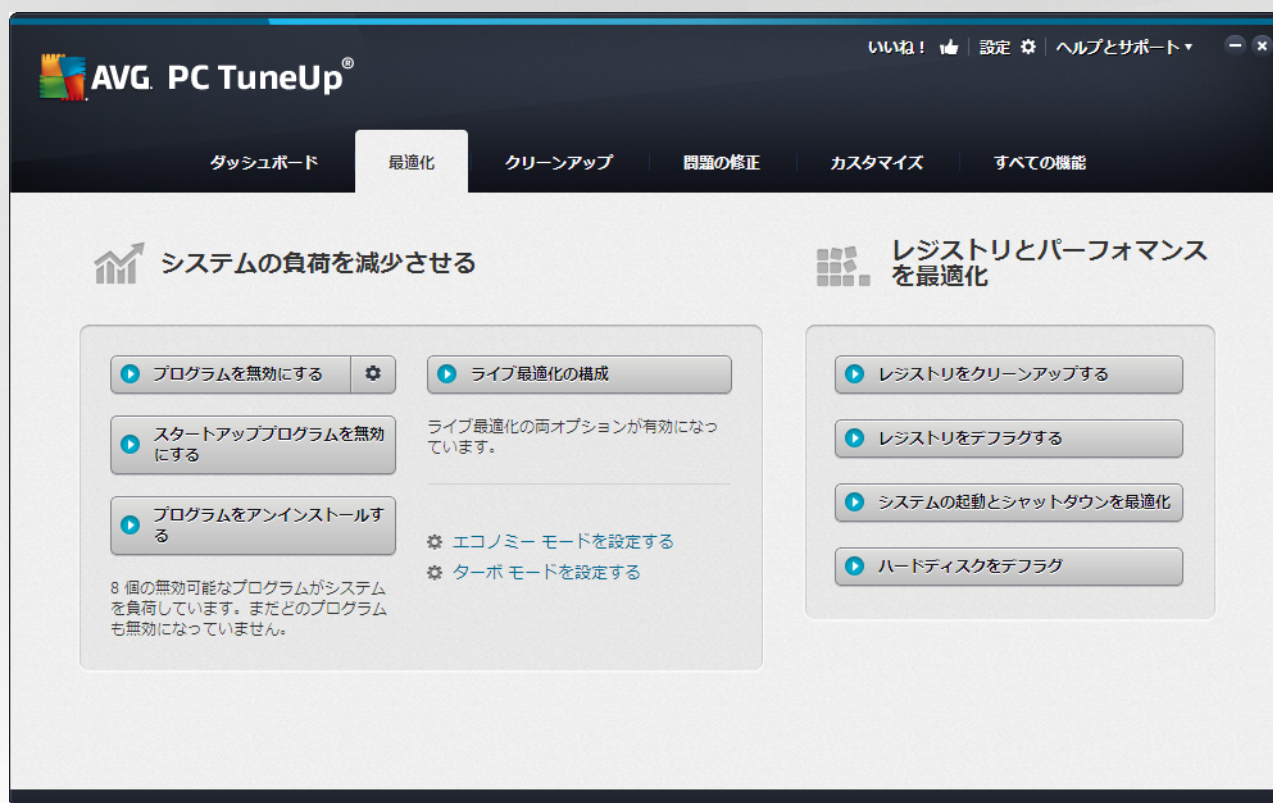 いいね！ 設定 ヘルプとサポート
AVG. PC TuneUp®
ダッシュボード 最適化 クリーンアップ 問題の修正 カスタマイズ すべての機能
システムの負荷を減少させる
プログラムを無効にする
スタートアッププログラムを無効
にする
プログラムをアンインストールす
る
8 個の無効可能なプログラムがシステム
を負荷しています。まだどのプログラム
も無効になっていません。
ライブ最適化の構成
ライブ最適化の両オプションが有効になっ
ています。
エコノミー モードを設定する
ターボ モードを設定する
レジストリとパーフォマンス
を最適化
レジストリをクリーンアップする
レジストリをデフラグする
システムの起動とシャットダウンを最適化
ハードディスクをデフラグ